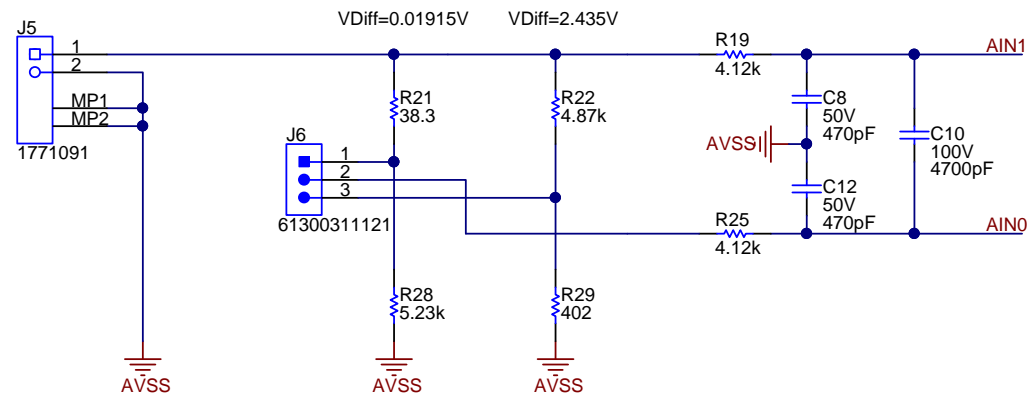 VDiff=0.01915V
VDiff=2.435V
J5
1
2
MP1
MP2
1771091
R21
38.3
R22
4.87k
R19
4.12k
AIN1
C8
50V
470pF
C10
100V
4700pF
AVSS
C12
50V
470pF
J6
1
2
3
61300311121
R25
4.12k
AIN0
R28
5.23k
R29
402
AVSS
AVSS
AVSS